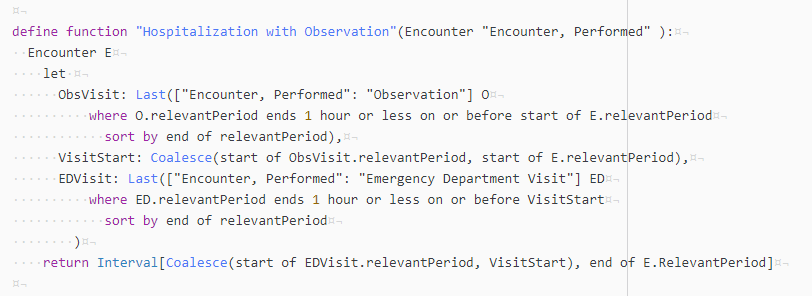 define function "Hospitalization with Observation"(Encounter "Encounter, Performed" ):
Encounter E
let
ObsVisit: Last(["Encounter, Performed": "Observation"] O
where O.relevantPeriod ends 1 hour or less on or before start of E.relevantPeriod
sort by end of relevantPeriod),
VisitStart: Coalesce(start of ObsVisit.relevantPeriod, start of E.relevantPeriod),
EDVisit: Last(["Encounter, Performed": "Emergency Department Visit"] ED
where ED.relevantPeriod ends 1 hour or less on or before VisitStart
sort by end of relevantPeriod
)
return Interval[Coalesce(start of EDVisit.relevantPeriod, VisitStart), end of E.RelevantPeriod]